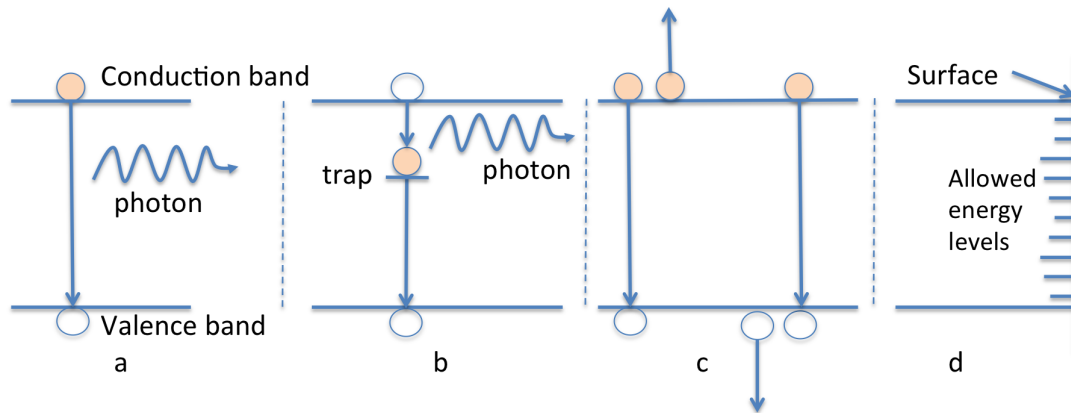 Conduction band
photon
Valence band
a
trap
photon
b
c
Surface
Allowed
energy
levels
d